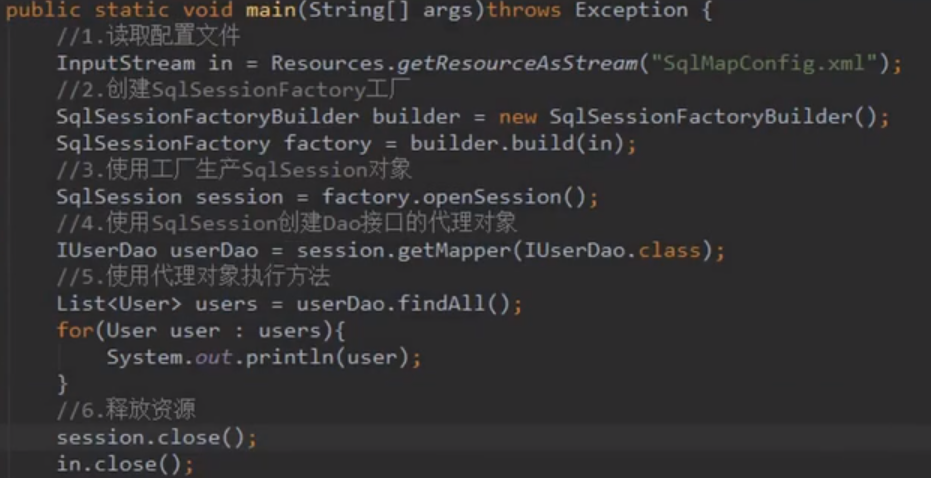 public static void main(String[] args)throws Exception {
//1.读取配置文件
InputStream in = Resources.getResourceAsStream("SqlMapConfig.xml");
//2.创建SqlSessionFactory工厂
SqlSessionFactoryBuilder builder = new SqlSessionFactoryBuilder();
SqlSessionFactory factory = builder.build(in);
//3.使用工厂生产SqlSession对象
SqlSession session = factory.openSession();
//4.使用SqlSession创建Dao接口的代理对象
IUserDao userDao = session.getMapper(IUserDao.class);
//5.使用代理对象执行方法
List<User> users = userDao.findAll();
for(User user : users){
System.out.println(user);
}
//6.释放资源
session.close();
in.close();